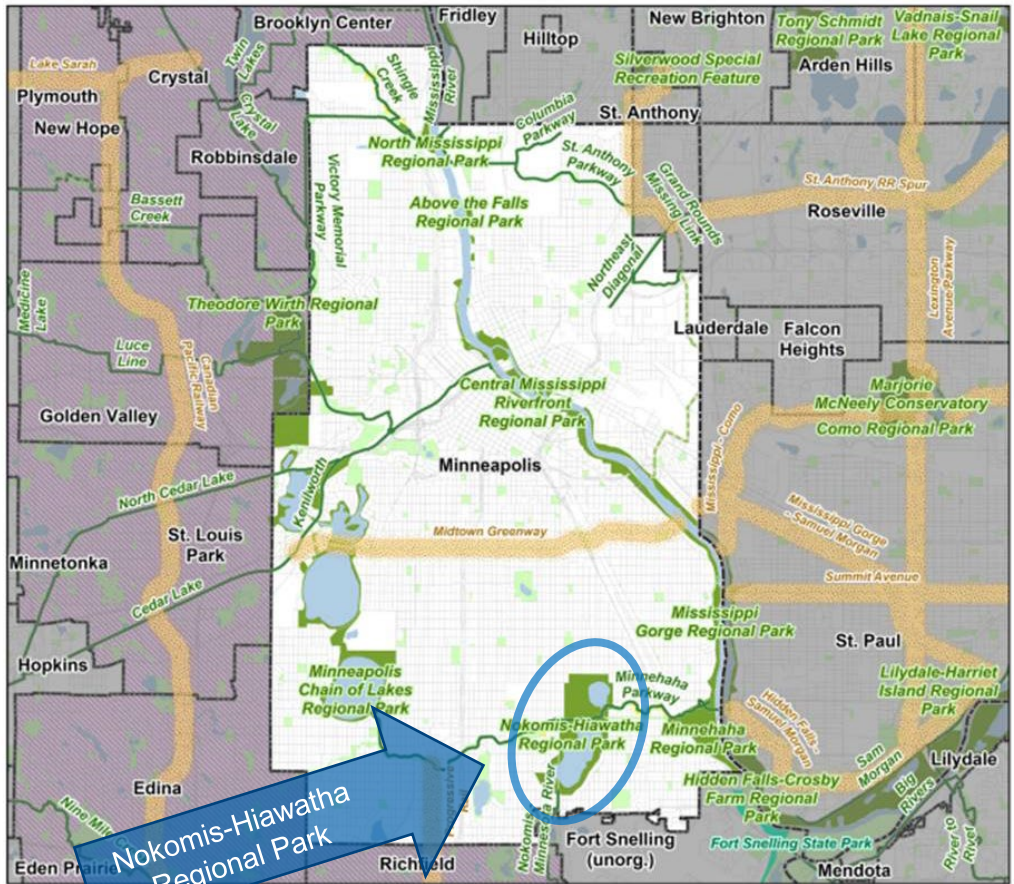 Brooklyn Center
Fridley
New Brighton
Tony Schmidt
Regional Park
Vadnais-Snail
Lake Regional
Park
Hilltop
Twin
Lakes
Shingle
Creek
Mississippi
River
Silverwood Special
Recreation Feature
Arden Hills
Lake Sarah
Crystal
Plymouth
Crystal
Lake
St. Anthony
New Hope
Columbia
Parkway
North Mississippi
Regional Park
Robbinsdale
St. Anthony
Parkway
Victory Memorial
Parkway
Grand Rounds
Missing Link
St. Anthony RR Spur
Bassett
Creek
Above the Falls
Regional Park
Roseville
Northeast
Diagonal
Lexington
Avenue Parkway
Medicine
Lake
Theodore Wirth Regional
Park
Lauderdale
Falcon
Heights
Luce
Line
Canadian
Pacific Railway
Central Mississippi
Riverfront
Regional Park
Marjorie
McNeely Conservatory
Como Regional Park
Golden Valley
Mississippi - Como
Minneapolis
North Cedar Lake
Kenilworth
Mississippi Gorge
- Samuel Morgan
St. Louis
Park
Midtown Greenway
Minnetonka
Summit Avenue
Cedar Lake
Mississippi
Gorge Regional Park
St. Paul
Hopkins
Minneapolis
Chain of Lakes
Regional Park
Minnehaha
Parkway
Lilydale-Harriet
Island Regional
Park
Nokomis-Hiawatha
Regional Park
Minnehaha
Regional Park
Hidden Falls -
Samuel Morgan
Sam
Morgan
Lilydale
Big
Rivers
Edina
Hidden Falls-Crosby
Farm Regional
Park
Nokomis-
Minnesota River
Nine Mile
Nokomis-Hiawatha
Regional Park
Fort Snelling
(unorg.)
Fort Snelling State Park
River to
River
Eden Prairie
Richfield
Mendota